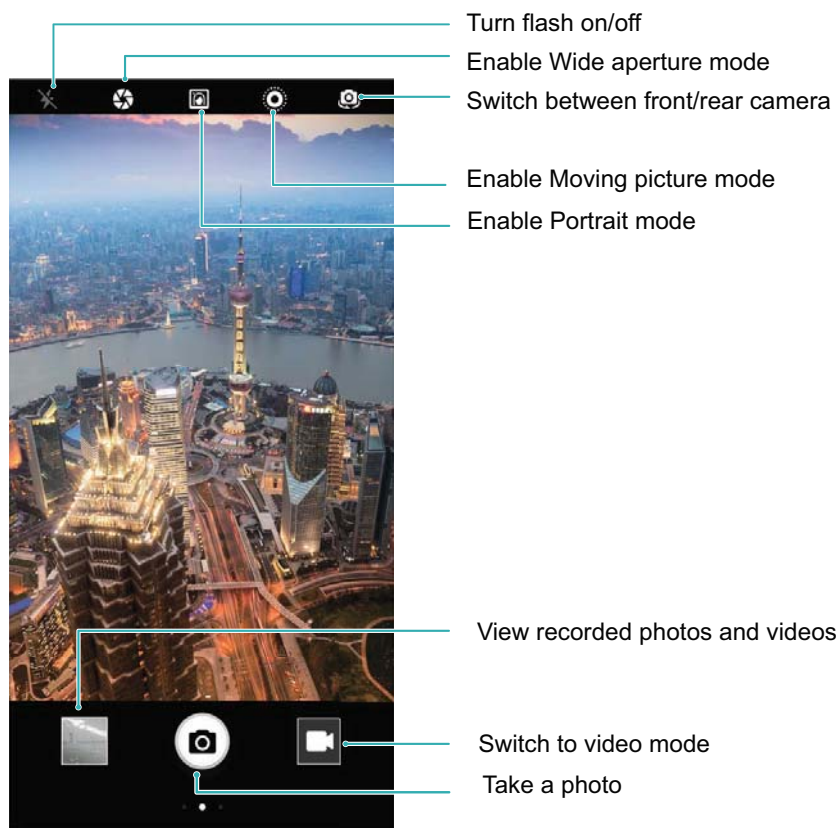 Turn flash on/off
Enable Wide aperture mode
Switch between front/rear camera
Enable Moving picture mode
Enable Portrait mode
View recorded photos and videos
Switch to video mode
Take a photo